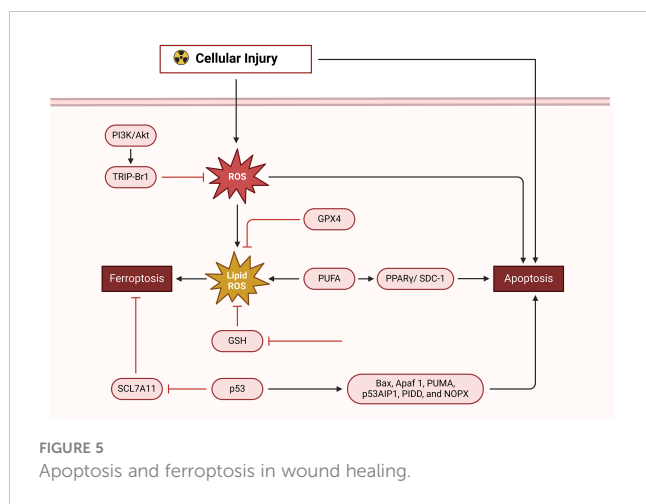 Cellular Injury
PI3K/Akt
TRIP-Br1
ROS
GPX4
Ferroptosis
Lipid
ROS
PUFA
PPARγ/ SDC-1
Apoptosis
GSH
SCL7A11
p53
Bax, Apaf 1, PUMA,
p53AIP1, PIDD, and NOPX
FIGURE 5
Apoptosis and ferroptosis in wound healing.